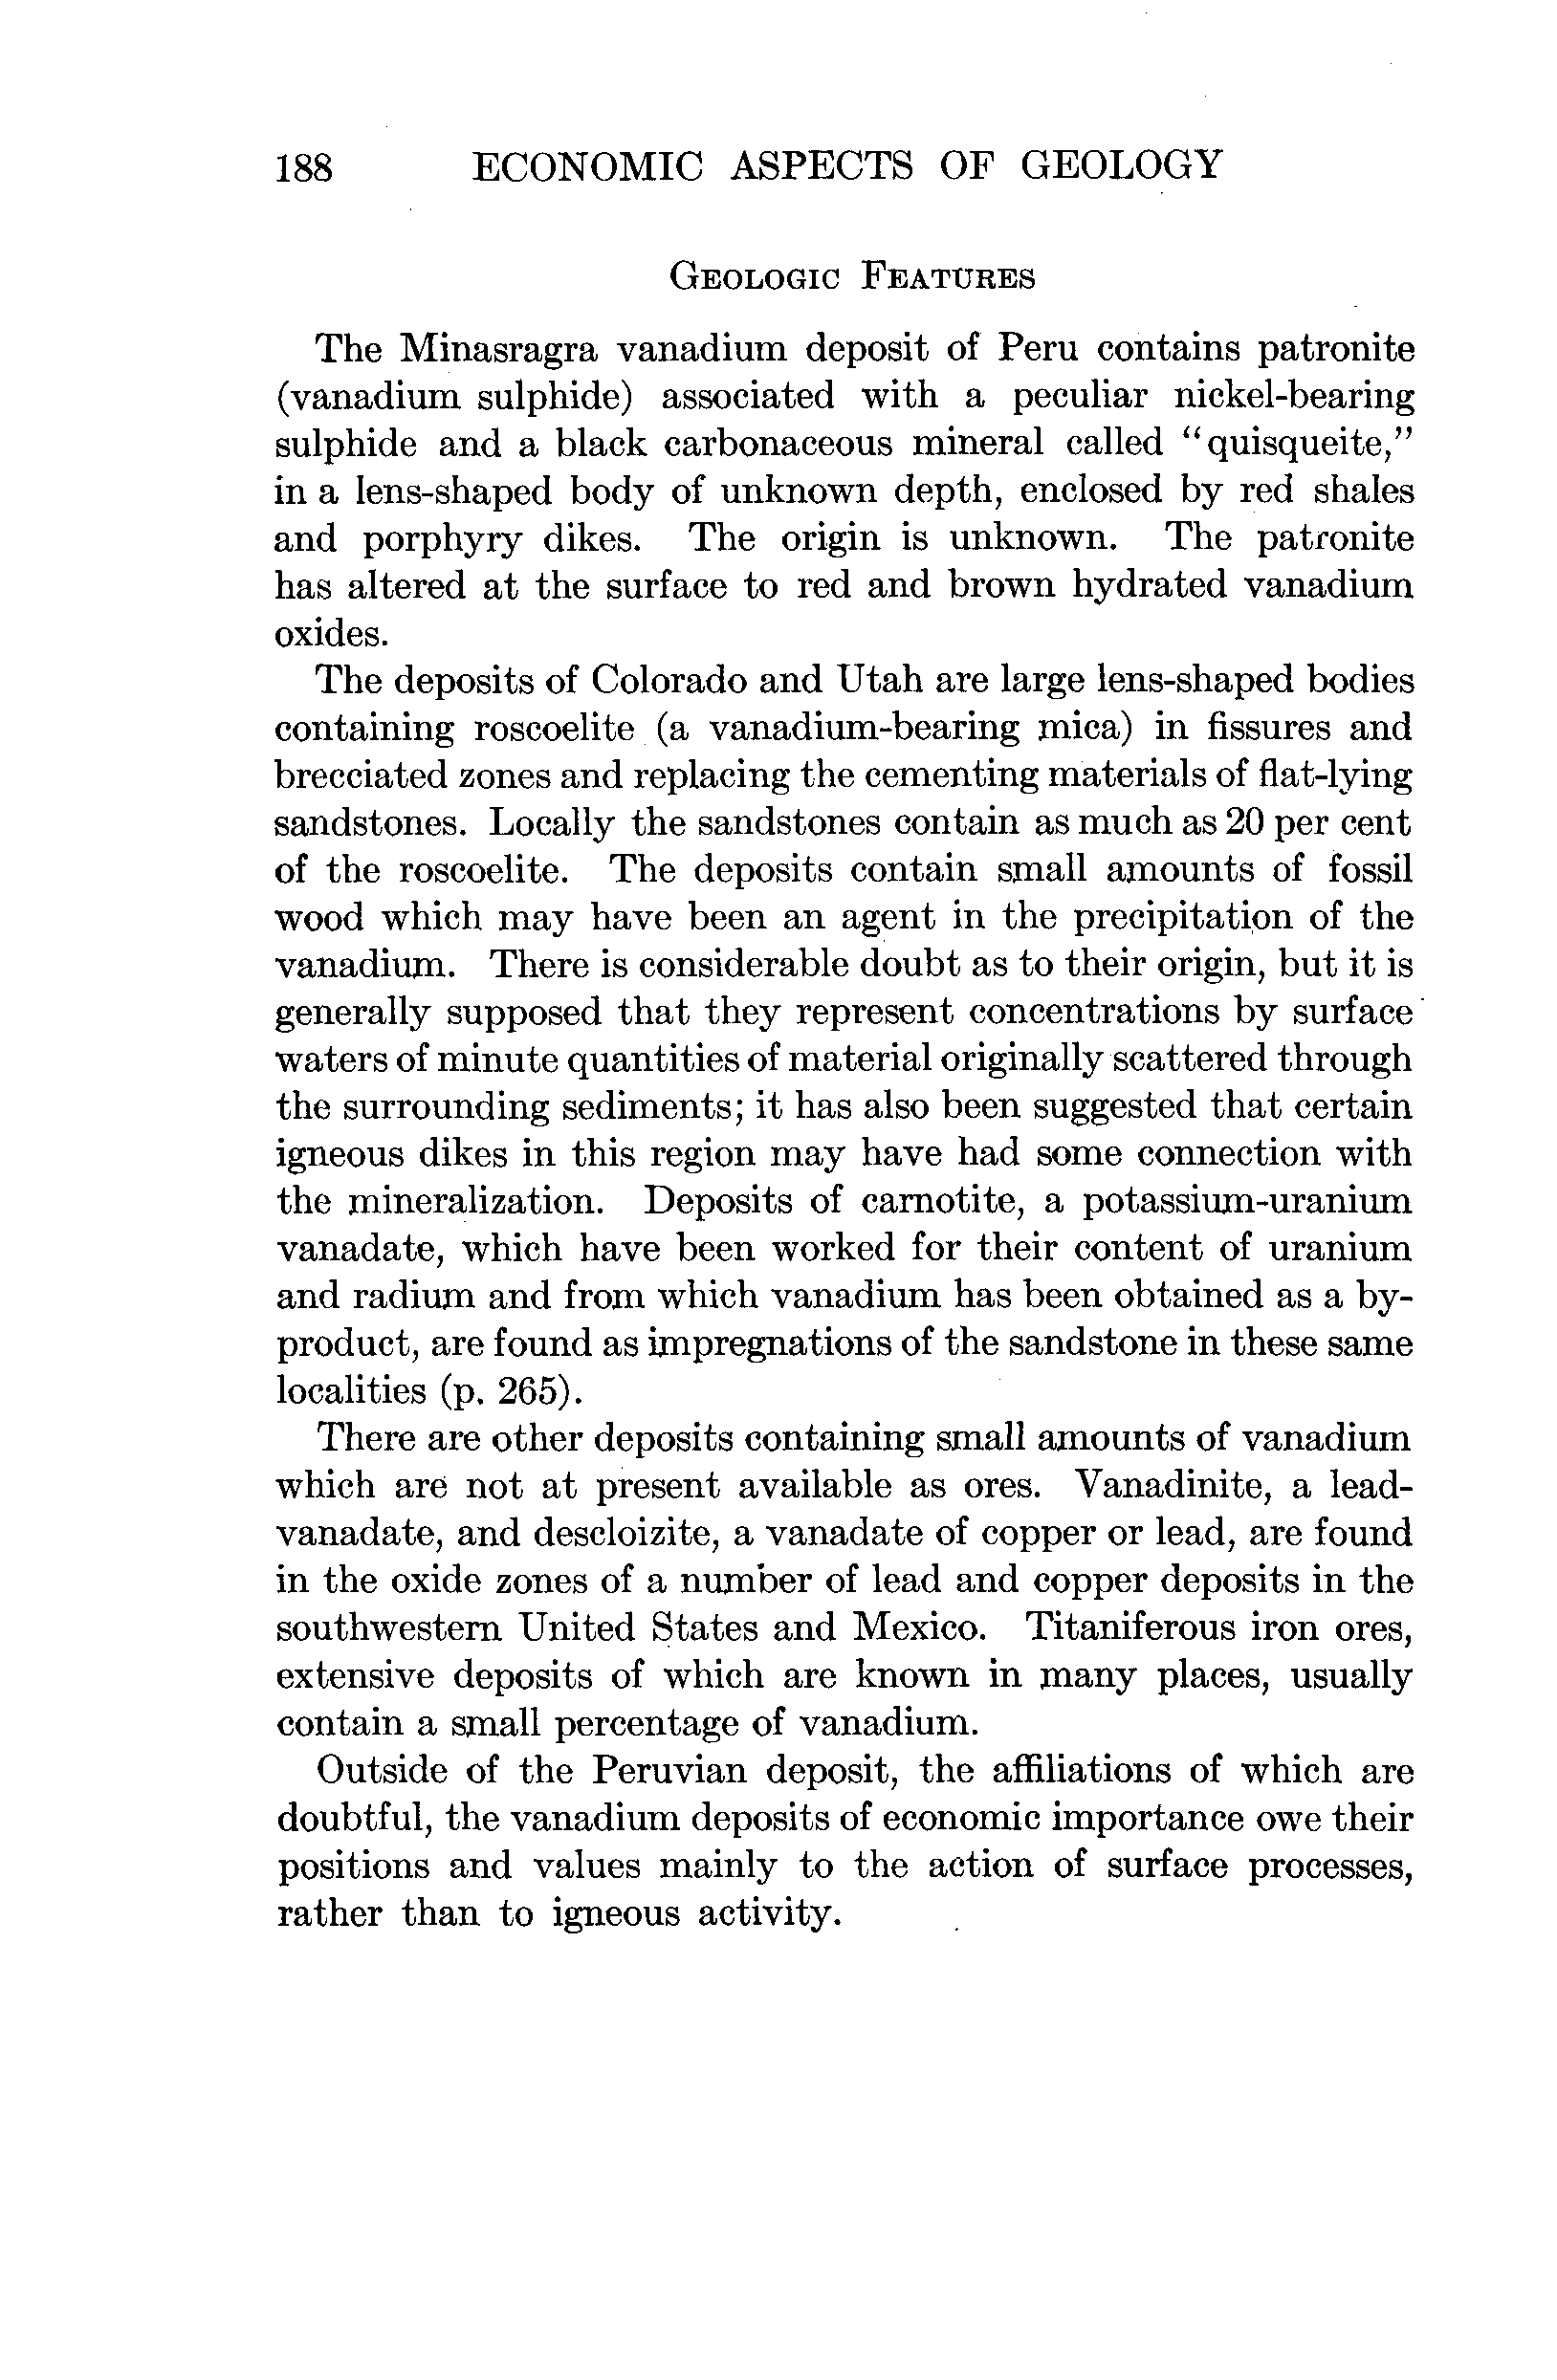 188 ECONOMIC ASPECTS OF GEOLOGY
GEOLOGIC FEATURES
The Minasragra vanadium deposit of Peru contains patronite
(vanadium sulphide) associated with a peculiar nickel-bearing
sulphide and a black carbonaceous mineral called "quisqueite,"
in a lens-shaped body of unknown depth, enclosed by red shales
and porphyry dikes. The origin is unknown. The patronite
has altered at the surface to red and brown hydrated vanadium
oxides.
The deposits of Colorado and Utah are large lens-shaped bodies
containing roscoelite (a vanadium-bearing mica) in fissures and
brecciated zones and replacing the cementing materials of flat-lying
sandstones. Locally the sandstones contain as much as 20 per cent
of the roscoelite. The deposits contain small amounts of fossil
wood which may have been an agent in the precipitation of the
vanadium. There is considerable doubt as to their origin, but it is
generally supposed that they represent concentrations by surface
waters of minute quantities of material originally scattered through
the surrounding sediments; it has also been suggested that certain
igneous dikes in this region may have had some connection with
the mineralization. Deposits of carnotite, a potassium-uranium
vanadate, which have been worked for their content of uranium
and radium and from which vanadium has been obtained as a by-
product, are found as impregnations of the sandstone in these same
localities (p. 265).
There are other deposits containing small amounts of vanadium
which are not at present available as ores. Vanadinite, a lead-
vanadate, and descloizite, a vanadate of copper or lead, are found
in the oxide zones of a number of lead and copper deposits in the
southwestern United States and Mexico. Titaniferous iron ores,
extensive deposits of which are known in many places, usually
contain a small percentage of vanadium.
Outside of the Peruvian deposit, the affiliations of which are
doubtful, the vanadium deposits of economic importance owe their
positions and values mainly to the action of surface processes,
rather than to igneous activity.